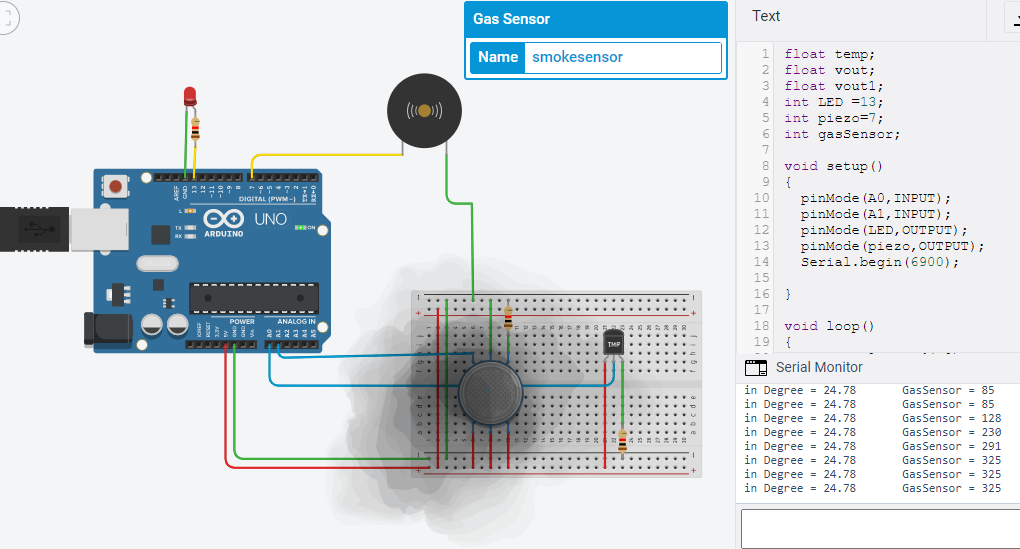 Gas Sensor
Name smokesensor
Text
1 float temp;
2 float vout;
3 float vout1;
4 int LED =13;
5 int piezo=7;
6 int gasSensor;
7
8 void setup()
9 {
10 pinMode(A0,INPUT);
11 pinMode(A1,INPUT);
12 pinMode(LED,OUTPUT);
13 pinMode(piezo,OUTPUT);
14 Serial.begin(6900);
15
16 }
17
18 void loop()
19 {
AREF
GND
13
12
~11
~10
~9
8
7
~6
~5
4
~3
2
TX→1
RX←0
DIGITAL (PWM~)
L
TX
RX
UNO
ON
ARDUINO
POWER
ANALOG IN
IOREF
RESET
3.3V
5V
GND
GND
Vin
A0
A1
A2
A3
A4
A5
TMP
Serial Monitor
in Degree = 24.78 GasSensor = 85
in Degree = 24.78 GasSensor = 85
in Degree = 24.78 GasSensor = 128
in Degree = 24.78 GasSensor = 230
in Degree = 24.78 GasSensor = 291
in Degree = 24.78 GasSensor = 325
in Degree = 24.78 GasSensor = 325
in Degree = 24.78 GasSensor = 325